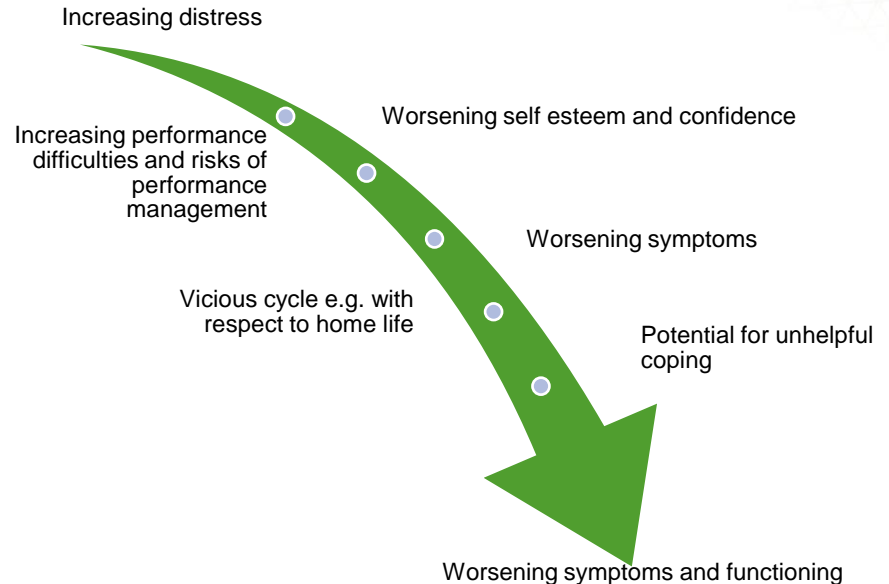 Increasing distress
Worsening self esteem and confidence
Increasing performance
difficulties and risks of
performance
management
Worsening symptoms
Vicious cycle e.g. with
respect to home life
Potential for unhelpful
coping
Worsening symptoms and functioning